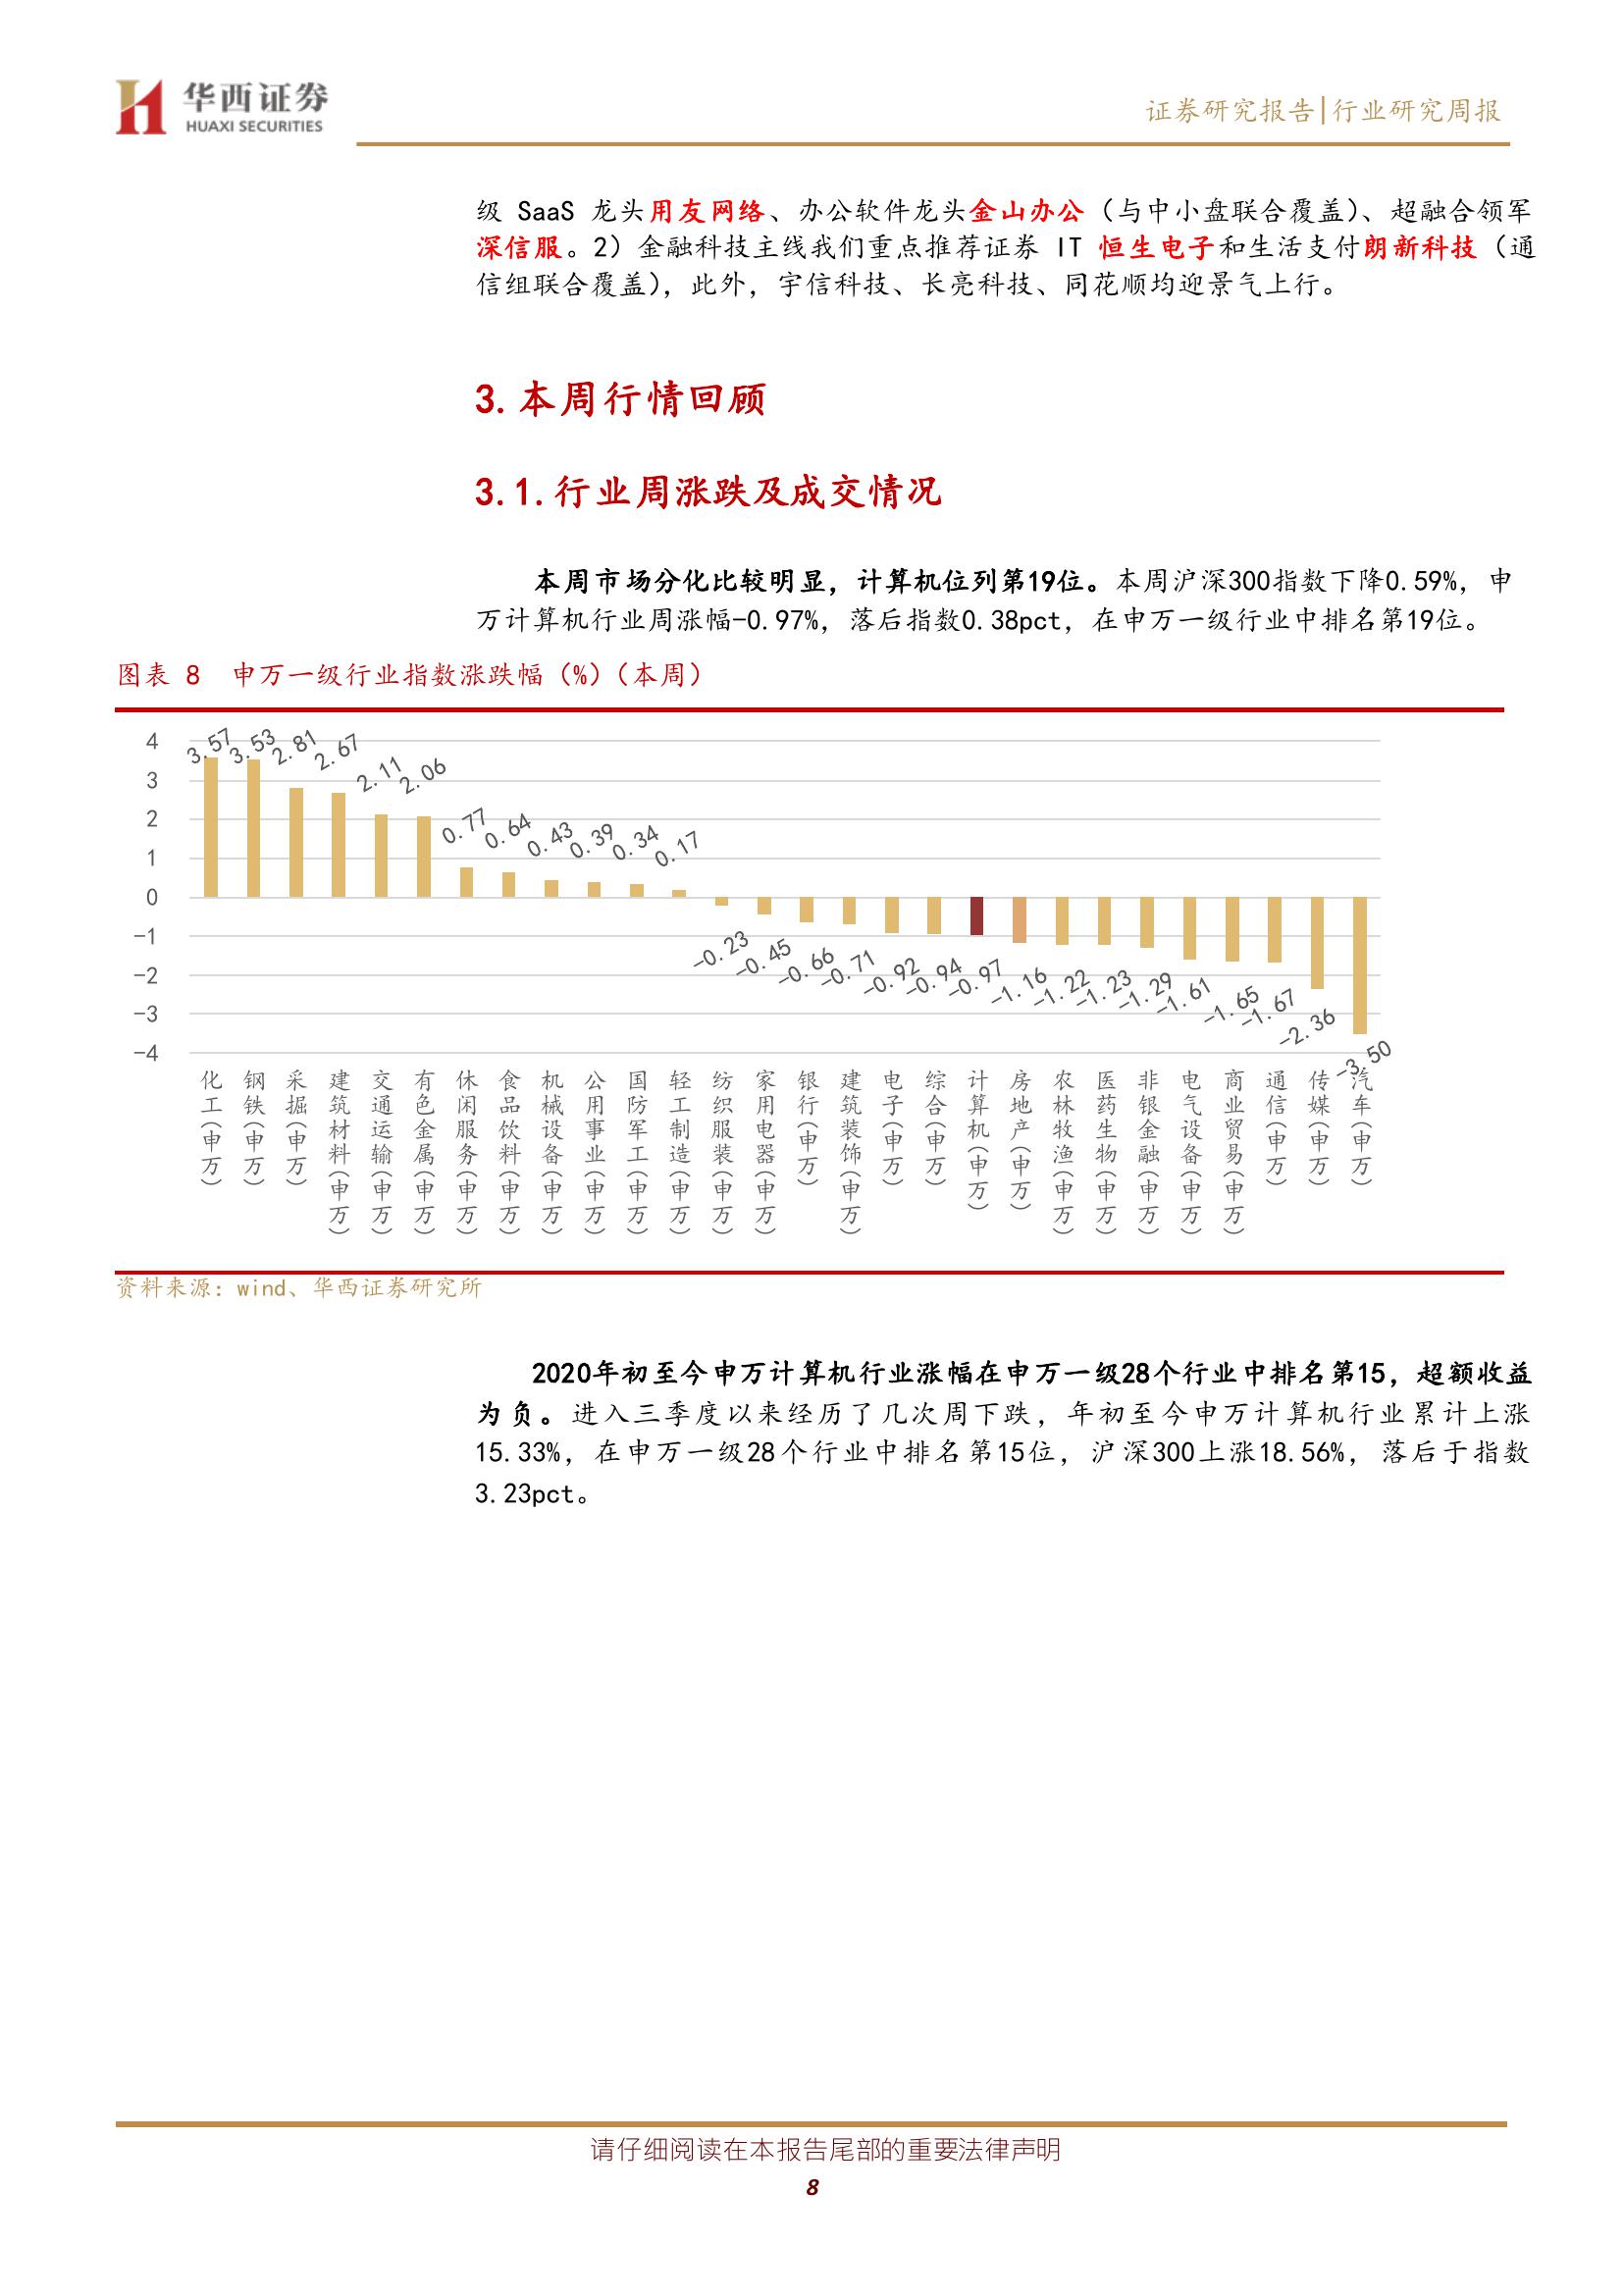 华西证券
HUAXI SECURITIES
证券研究报告|行业研究周报
级 SaaS 龙头用友网络、办公软件龙头金山办公（与中小盘联合覆盖）、超融合领军
深信服。2）金融科技主线我们重点推荐证券 IT 恒生电子和生活支付朗新科技（通
信组联合覆盖），此外，宇信科技、长亮科技、同花顺均迎景气上行。
3.本周行情回顾
3.1.行业周涨跌及成交情况
本周市场分化比较明显，计算机位列第19位。本周沪深300指数下降0.59%，申
万计算机行业周涨幅-0.97%，落后指数0.38pct，在申万一级行业中排名第19位。
图表 8 申万一级行业指数涨跌幅（%）（本周）
4
3
2
1
0
-1
-2
-3
-4
3.57
3.53
2.81
2.67
2.11
2.06
0.77
0.64
0.43
0.39
0.34
0.17
-0.23
-0.45
-0.66
-0.71
-0.92
-0.94
-0.97
-1.16
-1.22
-1.23
-1.29
-1.61
-1.65
-1.67
-2.36
-3.50
化工(申万)
钢铁(申万)
采掘(申万)
建筑材料(申万)
交通运输(申万)
有色金属(申万)
休闲服务(申万)
食品饮料(申万)
机械设备(申万)
公用事业(申万)
国防军工(申万)
轻工制造(申万)
纺织服装(申万)
家用电器(申万)
银行(申万)
建筑装饰(申万)
电子(申万)
综合(申万)
计算机(申万)
房地产(申万)
农林牧渔(申万)
医药生物(申万)
非银金融(申万)
电气设备(申万)
商业贸易(申万)
通信(申万)
传媒(申万)
汽车(申万)
资料来源：wind、华西证券研究所
2020年初至今申万计算机行业涨幅在申万一级28个行业中排名第15，超额收益
为负。进入三季度以来经历了几次周下跌，年初至今申万计算机行业累计上涨
15.33%，在申万一级28个行业中排名第15位，沪深300上涨18.56%，落后于指数
3.23pct。
请仔细阅读在本报告尾部的重要法律声明
8